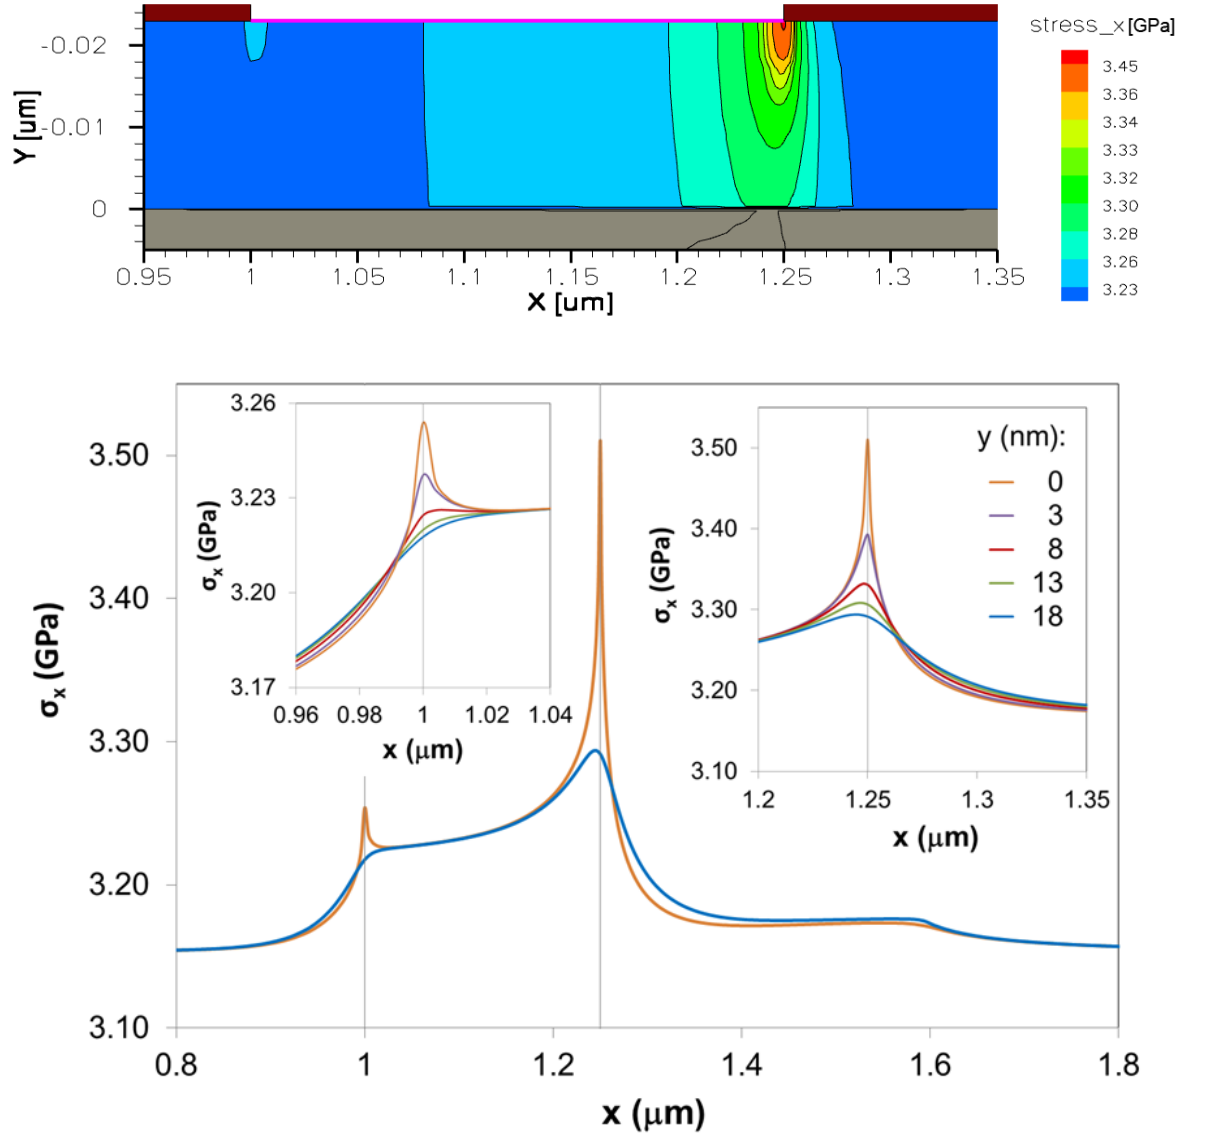 stress_x [GPa]
-0.02
-0.01
0
Y [um]
0.95 1 1.05 1.1 1.15 1.2 1.25 1.3 1.35
X [um]
3.45
3.36
3.34
3.33
3.32
3.30
3.28
3.26
3.23
3.50
3.40
3.30
3.20
3.10
σx (GPa)
0.8 1 1.2 1.4 1.6 1.8
x (μm)
3.26
3.23
3.20
3.17
σx (GPa)
0.96 0.98 1 1.02 1.04
x (μm)
3.50
3.40
3.30
3.20
3.10
σx (GPa)
1.2 1.25 1.3 1.35
x (μm)
y (nm):
0
3
8
13
18